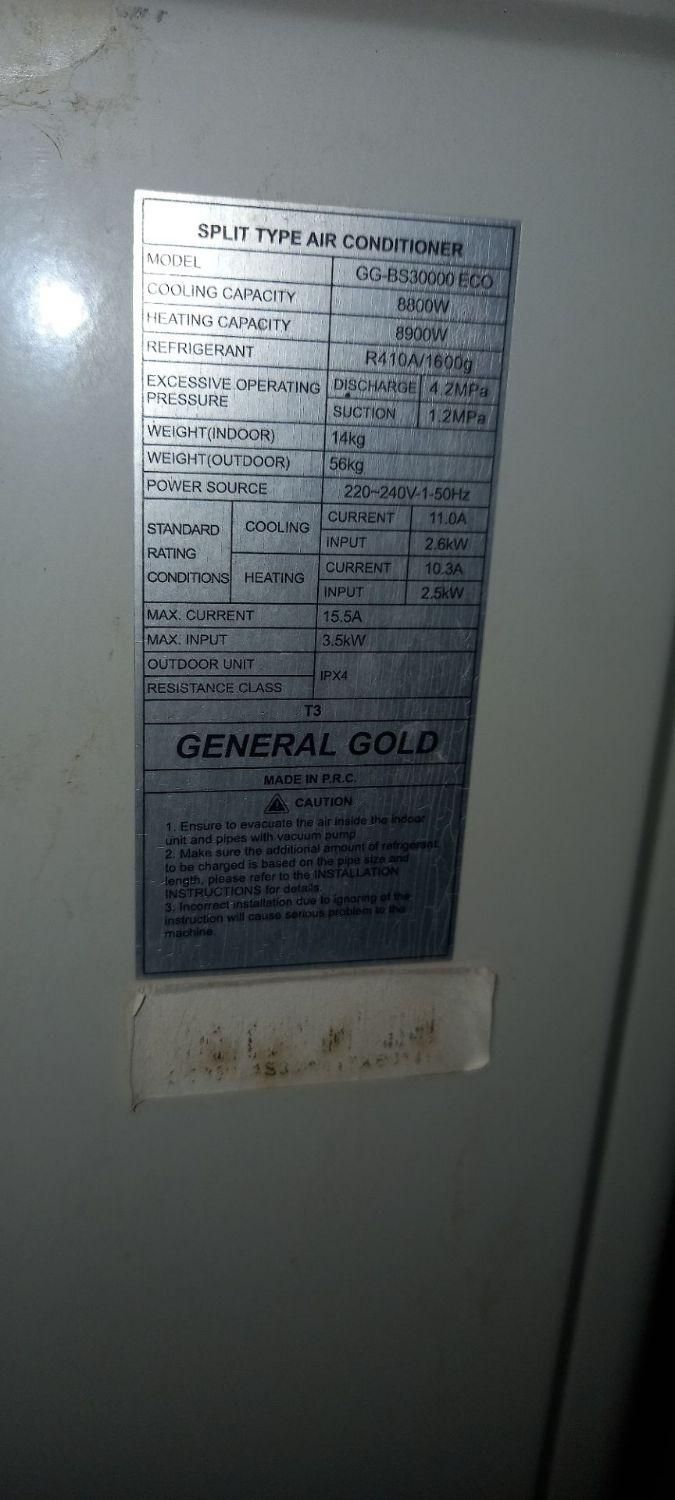 SPLIT TYPE AIR CONDITIONER
MODEL GG-BS30000 ECO
COOLING CAPACITY 8800W
HEATING CAPACITY 8900W
REFRIGERANT R410A/1600g
EXCESSIVE OPERATING PRESSURE DISCHARGE 4.2MPa
SUCTION 1.2MPa
WEIGHT(INDOOR) 14kg
WEIGHT(OUTDOOR) 56kg
POWER SOURCE 220~240V-1-50Hz
STANDARD RATING CONDITIONS COOLING CURRENT 11.0A
INPUT 2.6kW
HEATING CURRENT 10.3A
INPUT 2.5kW
MAX. CURRENT 15.5A
MAX. INPUT 3.5kW
OUTDOOR UNIT
RESISTANCE CLASS IPX4
T3
GENERAL GOLD
MADE IN P.R.C.
CAUTION
1. Ensure to evacuate the air inside the indoor
unit and pipes with vacuum pump
2. Make sure the additional amount of refrigerant
to be charged is based on the pipe size and
length, please refer to the INSTALLATION
INSTRUCTIONS for details.
3. Incorrect installation due to ignoring of the
instruction will cause serious problem to the
machine.